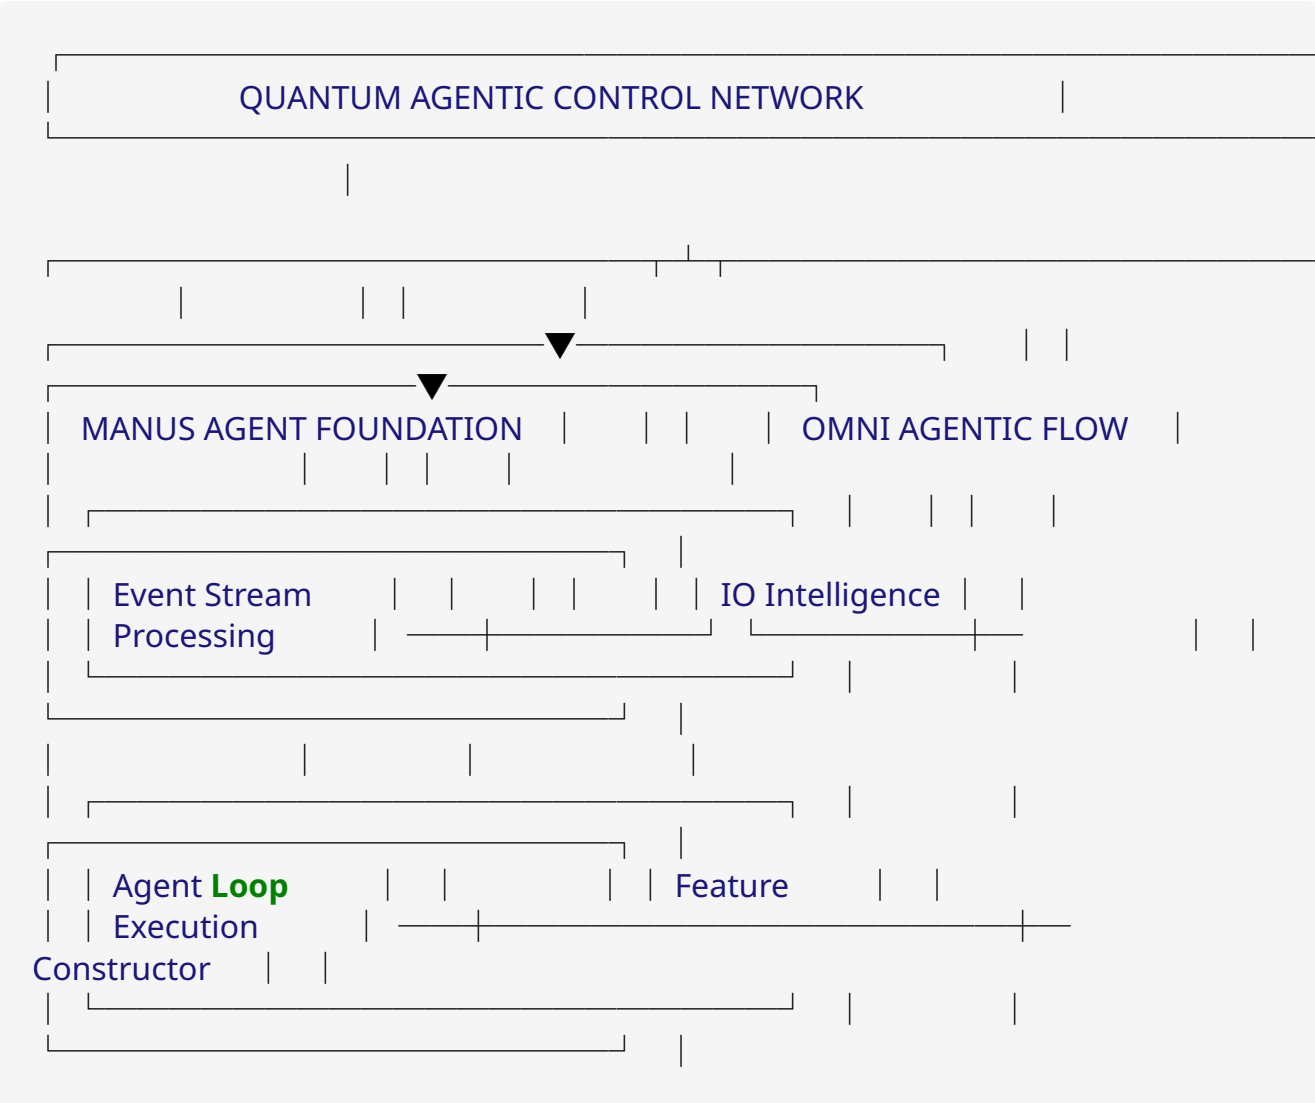 QUANTUM AGENTIC CONTROL NETWORK
MANUS AGENT FOUNDATION OMNI AGENTIC FLOW
Event Stream IO Intelligence
Processing
Agent Loop Feature
Execution
Constructor